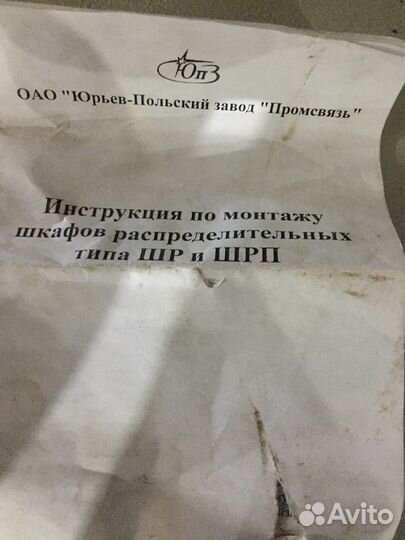 ЮпЗ
ОАО "Юрьев-Польский завод "Промсвязь"
Инструкция по монтажу
шкафов распределительных
типа ШР и ШРП
Avito